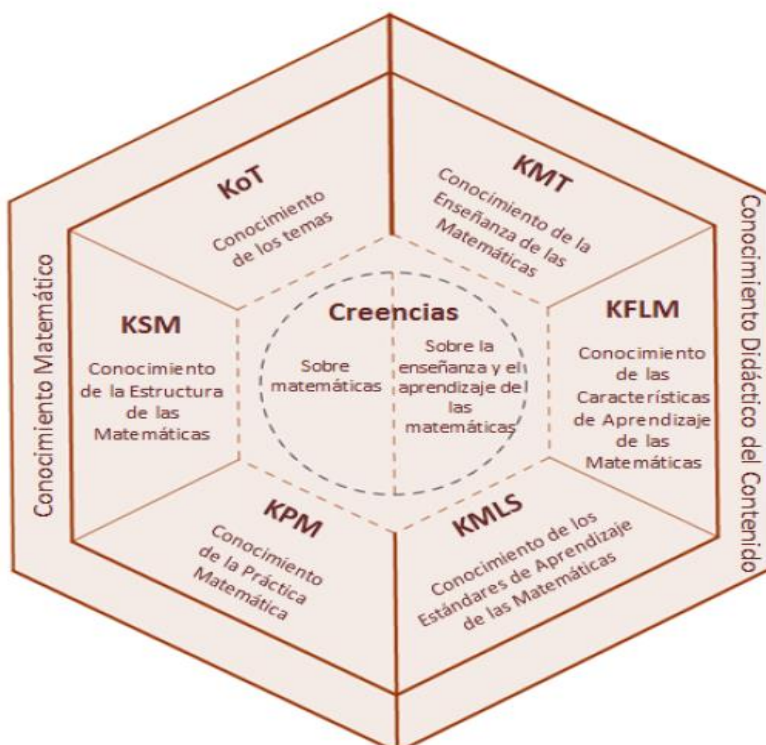 Conocimiento Matemático
KoT
Conocimiento
de los temas
KMT
Conocimiento de la
Enseñanza de las
Matemáticas
KSM
Conocimiento
de la Estructura
de las
Matemáticas
Creencias
Sobre
matemáticas
Sobre la
enseñanza y el
aprendizaje de
las
matemáticas
KFLM
Conocimiento
de las
Características
de Aprendizaje
de las
Matemáticas
KPM
Conocimiento
de la Práctica
Matemática
KMLS
Conocimiento de los
Estándares de Aprendizaje
de las Matemáticas
Conocimiento Didáctico del Contenido